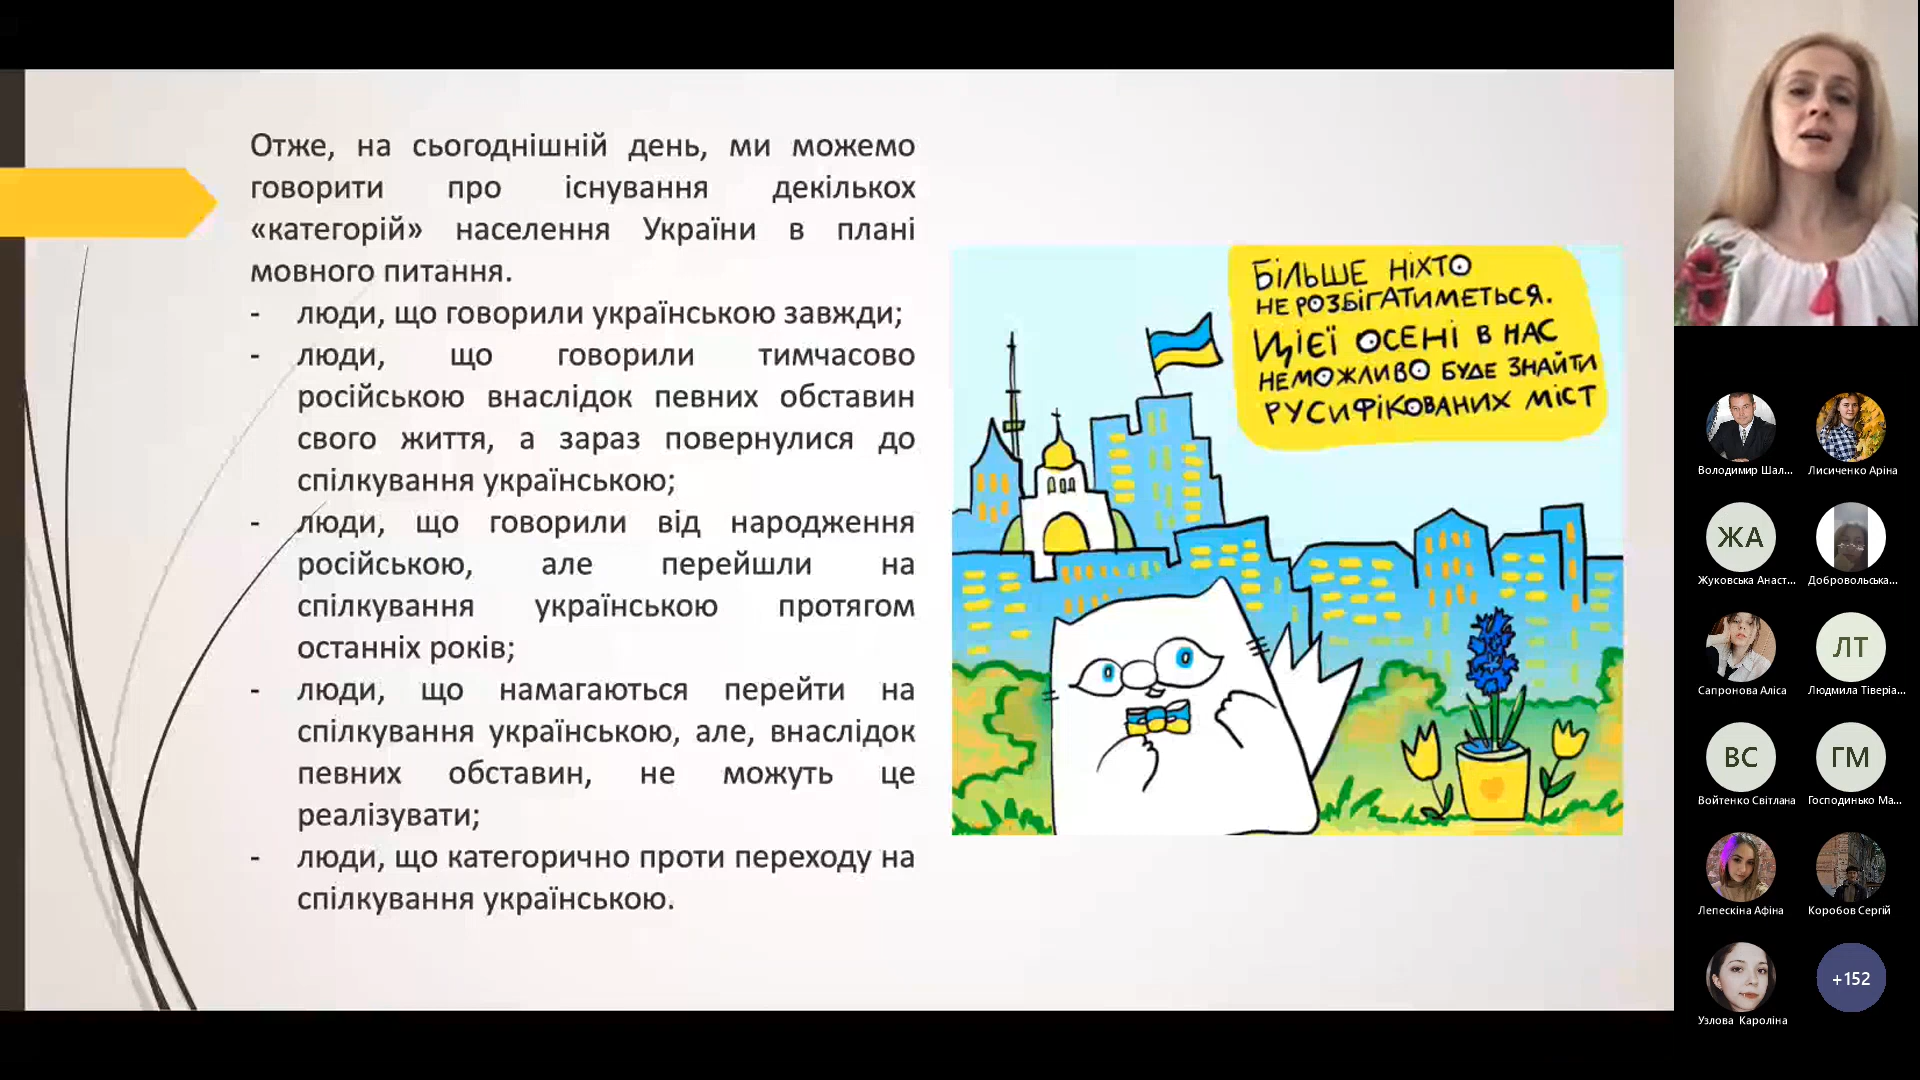 Отже, на сьогоднішній день, ми можемо
говорити про існування декількох
«категорій» населення України в плані
мовного питання.
- люди, що говорили українською завжди;
- люди, що говорили тимчасово
російською внаслідок певних обставин
свого життя, а зараз повернулися до
спілкування українською;
- люди, що говорили від народження
російською, але перейшли на
спілкування українською протягом
останніх років;
- люди, що намагаються перейти на
спілкування українською, але, внаслідок
певних обставин, не можуть це
реалізувати;
- люди, що категорично проти переходу на
спілкування українською.
БІЛЬШЕ НІХТО
НЕ РОЗБІГАТИМЕТЬСЯ.
ЦІЄЇ ОСЕНІ В НАС
НЕМОЖЛИВО БУДЕ ЗНАЙТИ
РУСИФІКОВАНИХ МІСТ
Володимир Шал...
Лисиченко Аріна
ЖА
Жуковська Анаст...
Добровольська...
Сапронова Аліса
ЛТ
Людмила Тіверіа...
ВС
Войтенко Світлана
ГМ
Господинько Ма...
Лепескіна Афіна
Коробов Сергій
Узлова Кароліна
+152